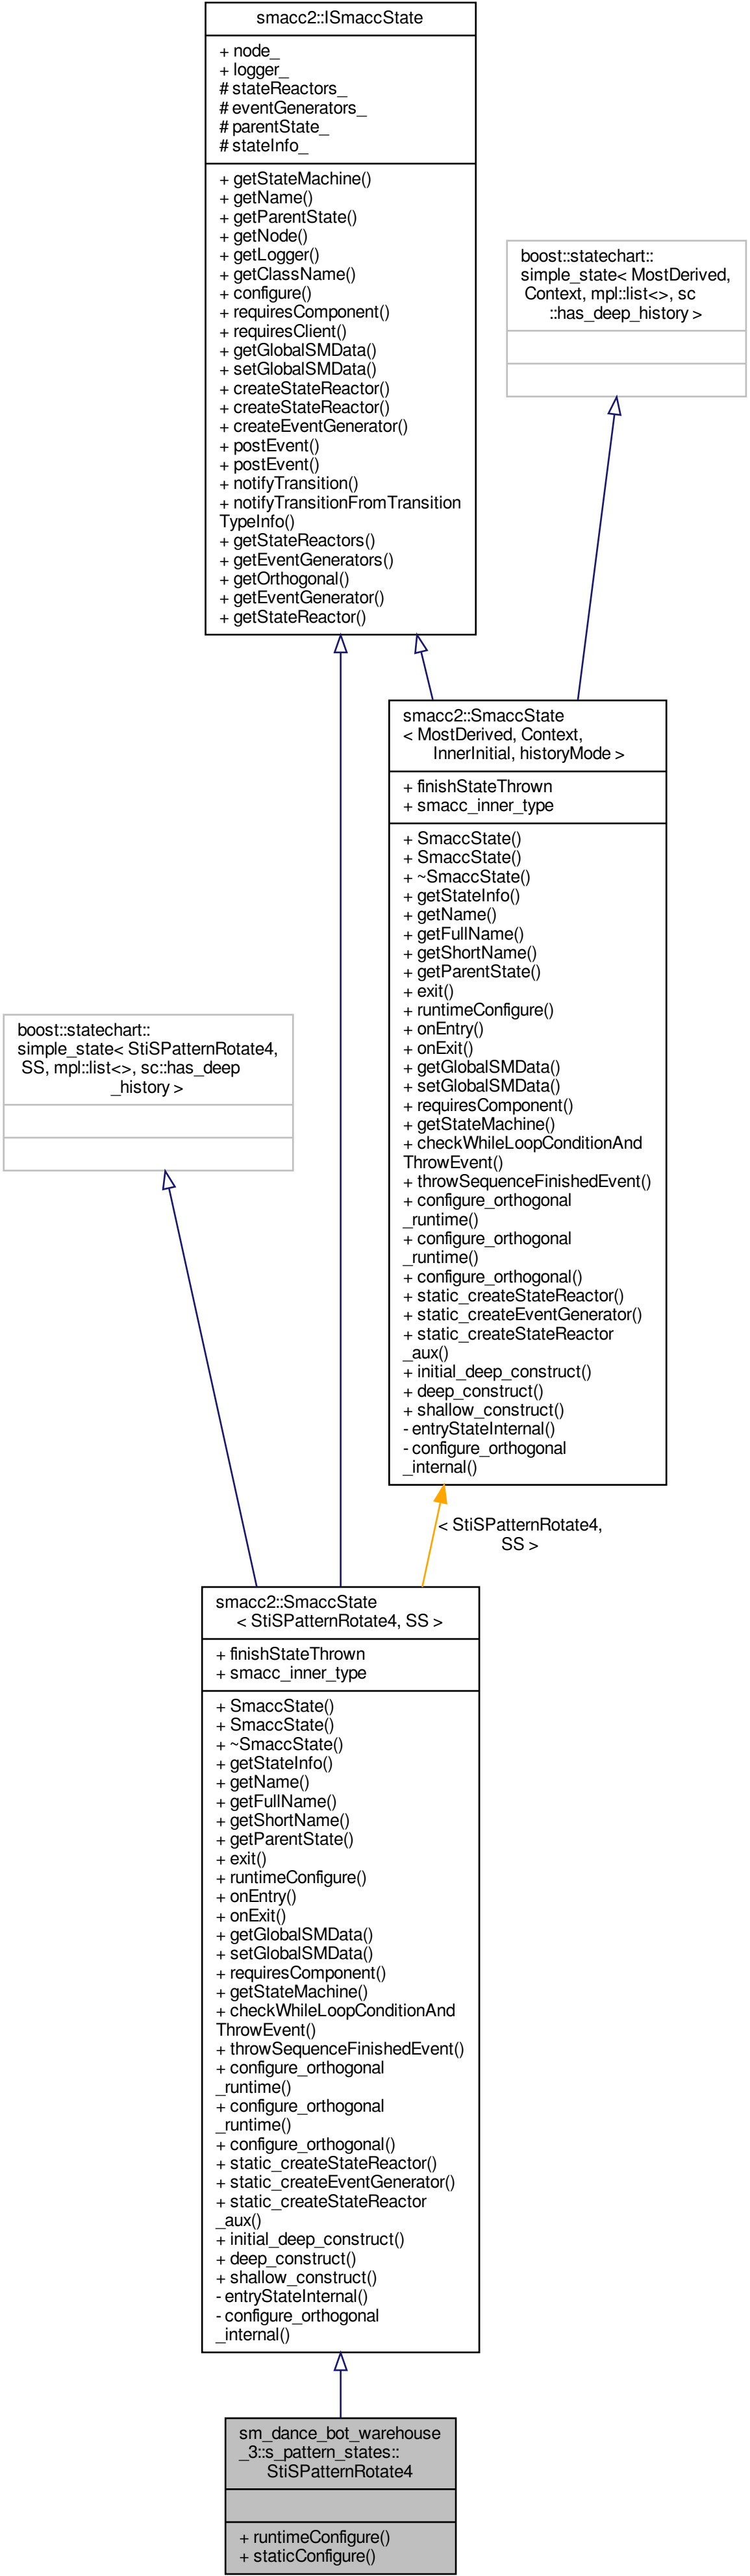 smacc2::ISmaccState
+ node_
+ logger_
# stateReactors_
# eventGenerators_
# parentState_
# stateInfo_
+ getStateMachine()
+ getName()
+ getParentState()
+ getNode()
+ getLogger()
+ getClassName()
+ configure()
+ requiresComponent()
+ requiresClient()
+ getGlobalSMData()
+ setGlobalSMData()
+ createStateReactor()
+ createStateReactor()
+ createEventGenerator()
+ postEvent()
+ postEvent()
+ notifyTransition()
+ notifyTransitionFromTransition
TypeInfo()
+ getStateReactors()
+ getEventGenerators()
+ getOrthogonal()
+ getEventGenerator()
+ getStateReactor()
boost::statechart::
simple_state< MostDerived,
Context, mpl::list<>, sc
::has_deep_history >
smacc2::SmaccState
< MostDerived, Context,
InnerInitial, historyMode >
+ finishStateThrown
+ smacc_inner_type
+ SmaccState()
+ SmaccState()
+ ~SmaccState()
+ getStateInfo()
+ getName()
+ getFullName()
+ getShortName()
+ getParentState()
+ exit()
+ runtimeConfigure()
+ onEntry()
+ onExit()
+ getGlobalSMData()
+ setGlobalSMData()
+ requiresComponent()
+ getStateMachine()
+ checkWhileLoopConditionAnd
ThrowEvent()
+ throwSequenceFinishedEvent()
+ configure_orthogonal
_runtime()
+ configure_orthogonal
_runtime()
+ configure_orthogonal()
+ static_createStateReactor()
+ static_createEventGenerator()
+ static_createStateReactor
_aux()
+ initial_deep_construct()
+ deep_construct()
+ shallow_construct()
- entryStateInternal()
- configure_orthogonal
_internal()
boost::statechart::
simple_state< StiSPatternRotate4,
SS, mpl::list<>, sc::has_deep
_history >
< StiSPatternRotate4,
SS >
smacc2::SmaccState
< StiSPatternRotate4, SS >
+ finishStateThrown
+ smacc_inner_type
+ SmaccState()
+ SmaccState()
+ ~SmaccState()
+ getStateInfo()
+ getName()
+ getFullName()
+ getShortName()
+ getParentState()
+ exit()
+ runtimeConfigure()
+ onEntry()
+ onExit()
+ getGlobalSMData()
+ setGlobalSMData()
+ requiresComponent()
+ getStateMachine()
+ checkWhileLoopConditionAnd
ThrowEvent()
+ throwSequenceFinishedEvent()
+ configure_orthogonal
_runtime()
+ configure_orthogonal
_runtime()
+ configure_orthogonal()
+ static_createStateReactor()
+ static_createEventGenerator()
+ static_createStateReactor
_aux()
+ initial_deep_construct()
+ deep_construct()
+ shallow_construct()
- entryStateInternal()
- configure_orthogonal
_internal()
sm_dance_bot_warehouse
_3::s_pattern_states::
StiSPatternRotate4
+ runtimeConfigure()
+ staticConfigure()